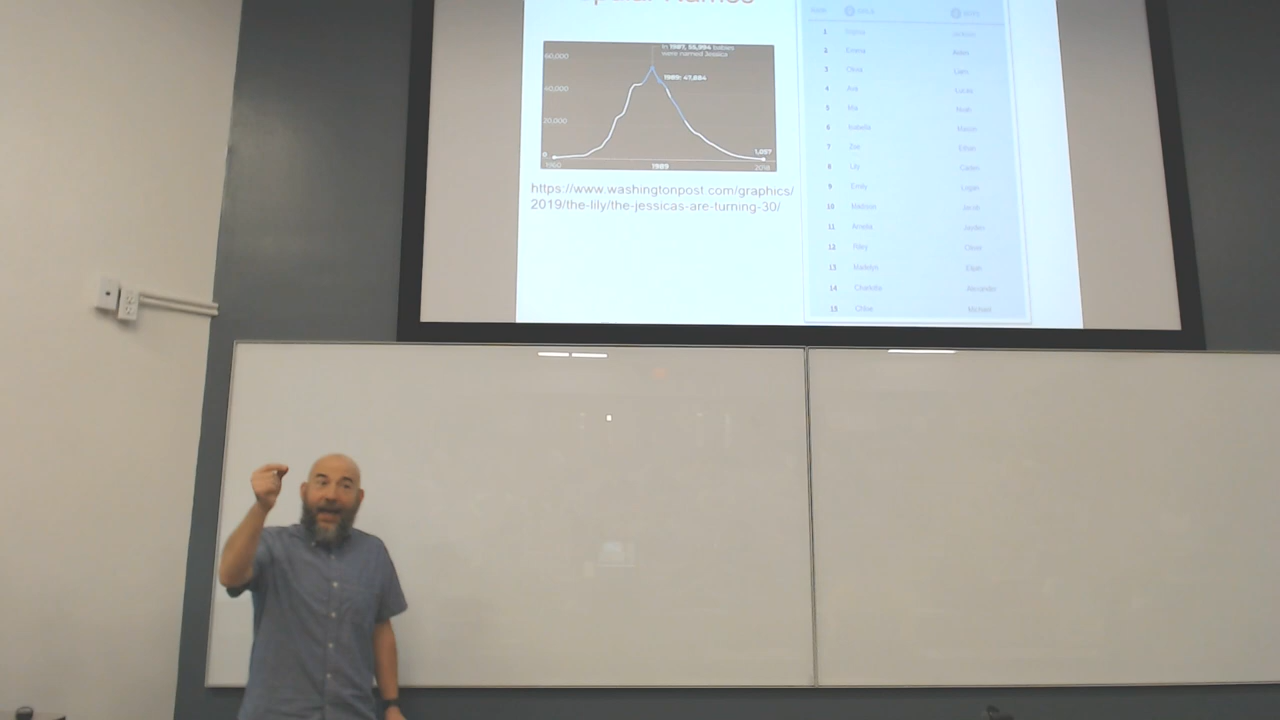 Names
60,000
In 1987, 55,994 babies
were named Jessica
1989: 47,884
40,000
20,000
0
1,057
1960
1989
2018
https://www.washingtonpost.com/graphics/
2019/the-lily/the-jessicas-are-turning-30/
1
Jackson
2 Emma Aiden
3 Olivia Liam
4 Ava Lucas
5 Mia Noah
6 Isabella Mason
7 Zoe Ethan
8 Lily Caden
9 Emily Logan
10 Madison Jacob
11 Amelia Jayden
12 Riley Oliver
13 Madelyn Elijah
14 Charlotte Alexander
15 Chloe Michael